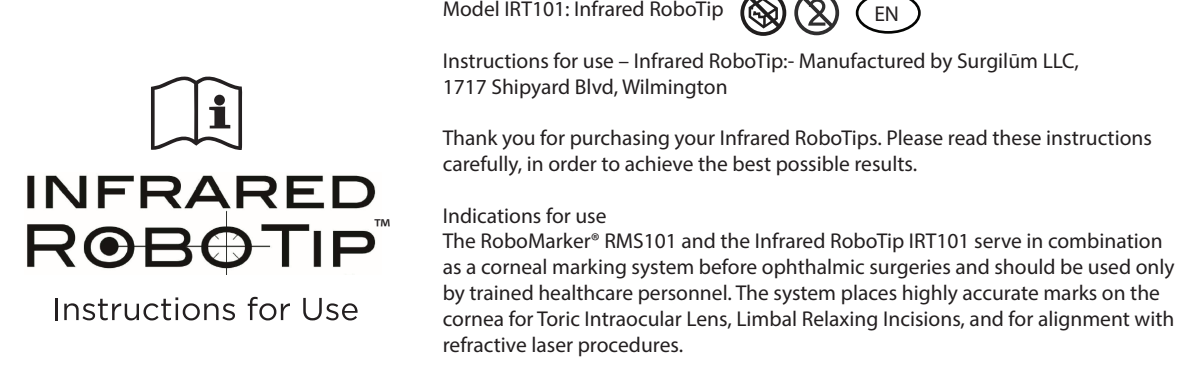 Model IRT101: Infrared RoboTip
2
EN
Instructions for use – Infrared RoboTip:- Manufactured by Surgilūm LLC,
1717 Shipyard Blvd, Wilmington
Thank you for purchasing your Infrared RoboTips. Please read these instructions
carefully, in order to achieve the best possible results.
Indications for use
The RoboMarker® RMS101 and the Infrared RoboTip IRT101 serve in combination
as a corneal marking system before ophthalmic surgeries and should be used only
by trained healthcare personnel. The system places highly accurate marks on the
cornea for Toric Intraocular Lens, Limbal Relaxing Incisions, and for alignment with
refractive laser procedures.
i
INFRARED
ROBOTIP™
Instructions for Use